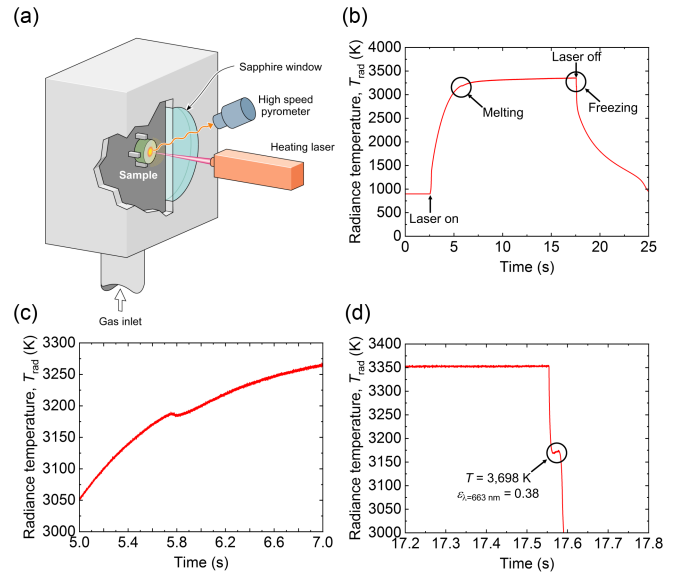 (a)
Sapphire window
High speed
pyrometer
Heating laser
Sample
Gas inlet
(b)
Radiance temperature, Trad (K)
4000
3500
3000
2500
2000
1500
1000
500
0
Laser off
Melting
Freezing
Laser on
0 5 10 15 20 25
Time (s)
(c)
Radiance temperature, Trad (K)
3300
3250
3200
3150
3100
3050
3000
5.0 5.4 5.8 6.2 6.6 7.0
Time (s)
(d)
Radiance temperature, Trad (K)
3400
3350
3300
3250
3200
3150
3100
3050
3000
T = 3,698 K
ελ=663 nm = 0.38
17.2 17.3 17.4 17.5 17.6 17.7 17.8
Time (s)